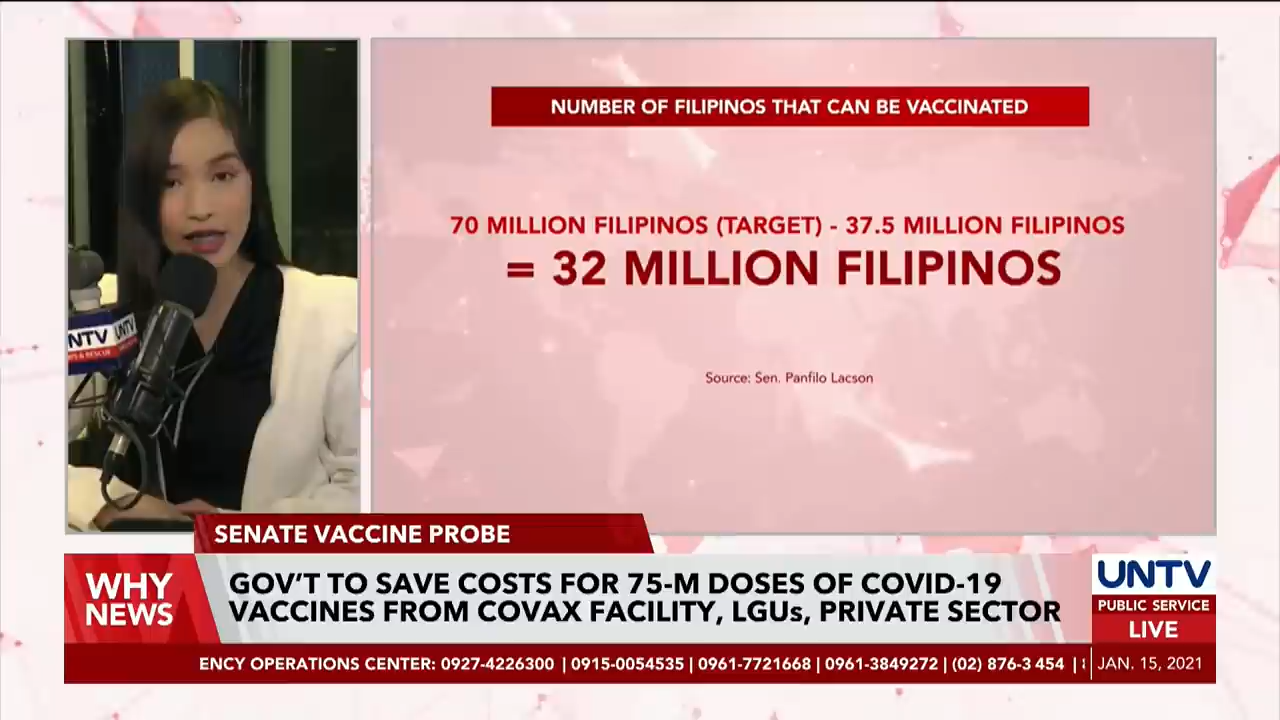 NUMBER OF FILIPINOS THAT CAN BE VACCINATED
70 MILLION FILIPINOS (TARGET) - 37.5 MILLION FILIPINOS
= 32 MILLION FILIPINOS
Source: Sen. Panfilo Lacson
NTV UNTV
& RESCUE
SENATE VACCINE PROBE
WHY
NEWS
GOV'T TO SAVE COSTS FOR 75-M DOSES OF COVID-19
VACCINES FROM COVAX FACILITY, LGUs, PRIVATE SECTOR
UNTV
PUBLIC SERVICE
LIVE
ENCY OPERATIONS CENTER: 0927-4226300 | 0915-0054535 | 0961-7721668 | 0961-3849272 | (02) 876-3 454 |
JAN. 15, 2021